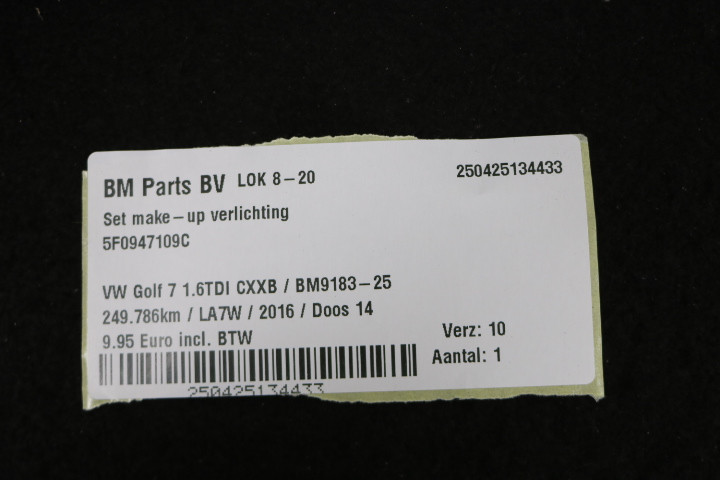 BM Parts BV LOK 8-20 250425134433
Set make-up verlichting
5F0947109C
VW Golf 7 1.6TDI CXXB / BM9183-25
249.786km / LA7W / 2016 / Doos 14
9.95 Euro incl. BTW
Verz: 10
Aantal: 1
250425134433